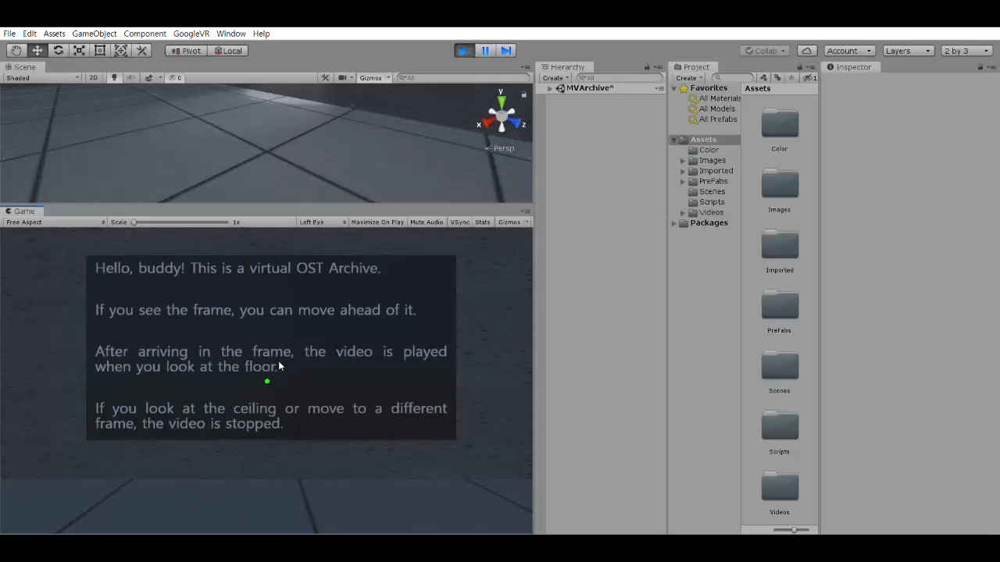 File Edit Assets GameObject Component GoogleVR Window Help
Pivot Local Collab Account Layers 2 by 3
Scene
Shaded 2D 0 Gizmos All
y
x z
Persp
Game
Free Aspect Scale 1x Left Eye Maximize On Play Mute Audio VSync Stats Gizmos
Hello, buddy! This is a virtual OST Archive.
If you see the frame, you can move ahead of it.
After arriving in the frame, the video is played
when you look at the floor.
If you look at the ceiling or move to a different
frame, the video is stopped.
Hierarchy
Create All
MVArchive*
Project
Create 1
Favorites
All Materials
All Models
All Prefabs
Assets
Color
Images
Imported
PreFabs
Scenes
Scripts
Videos
Packages
Assets
Color
Images
Imported
PreFabs
Scenes
Scripts
Videos
Inspector